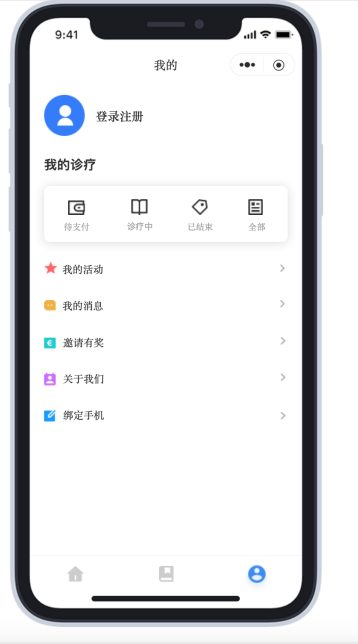 9:41
我的
登录注册
我的诊疗
待支付 诊疗中 已结束 全部
我的活动
我的消息
邀请有奖
关于我们
绑定手机